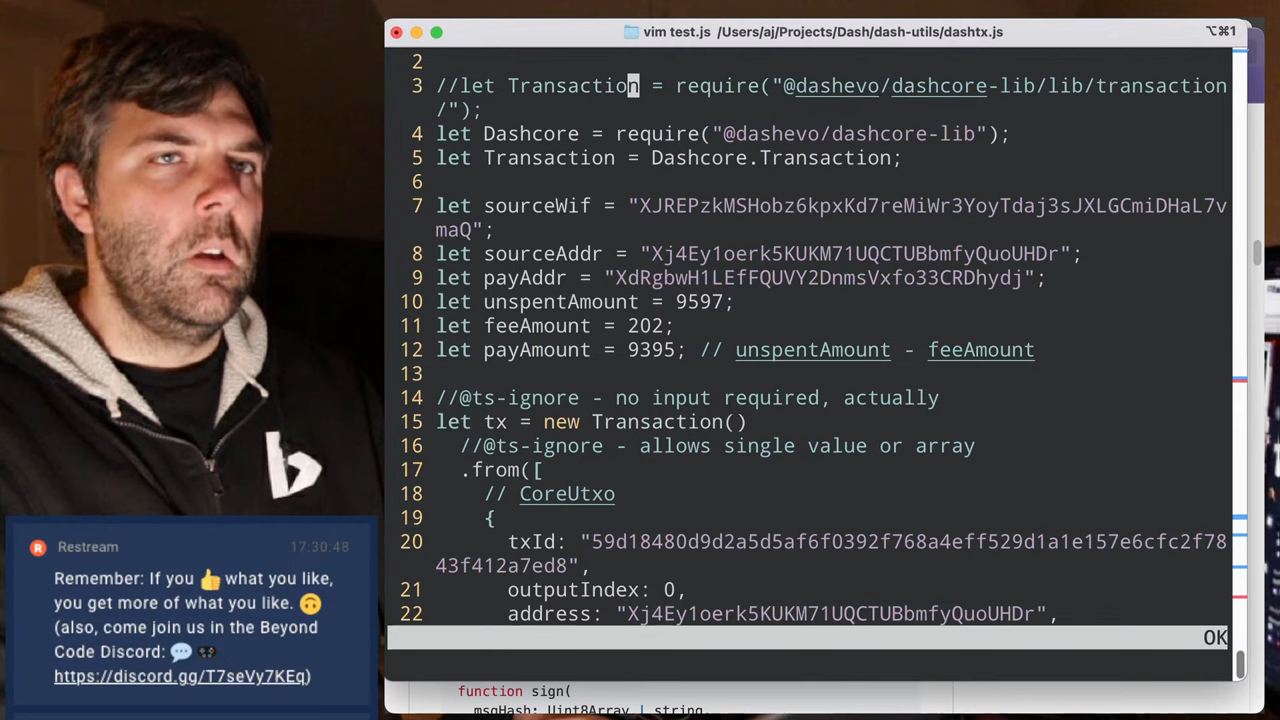 vim test.js /Users/aj/Projects/Dash/dash-utils/dashtx.js
⌥⌘1
2
3 //let Transaction = require("@dashevo/dashcore-lib/lib/transaction
/");
4 let Dashcore = require("@dashevo/dashcore-lib");
5 let Transaction = Dashcore.Transaction;
6
7 let sourceWif = "XJREPzkMSHobz6kpxKd7reMiWr3YoyTdaj3sJXLGCmiDHaL7v
maQ";
8 let sourceAddr = "Xj4Ey1oerk5KUKM71UQCTUBbmfyQuoUHDr";
9 let payAddr = "XdRgbwH1LEfFQUVY2DnmsVxfo33CRDhydj";
10 let unspentAmount = 9597;
11 let feeAmount = 202;
12 let payAmount = 9395; // unspentAmount - feeAmount
13
14 //@ts-ignore - no input required, actually
15 let tx = new Transaction()
16 //@ts-ignore - allows single value or array
17 .from([
18 // CoreUtxo
19 {
20 txId: "59d18480d9d2a5d5af6f0392f768a4eff529d1a1e157e6cfc2f78
43f412a7ed8",
21 outputIndex: 0,
22 address: "Xj4Ey1oerk5KUKM71UQCTUBbmfyQuoUHDr",
OK
function sign(
msgHash: Uint8Array | string,
b
R Restream 17:30:48
Remember: If you 👍 what you like,
you get more of what you like. 🙃
(also, come join us in the Beyond
Code Discord: 💬 🎮
https://discord.gg/T7seVy7KEq)